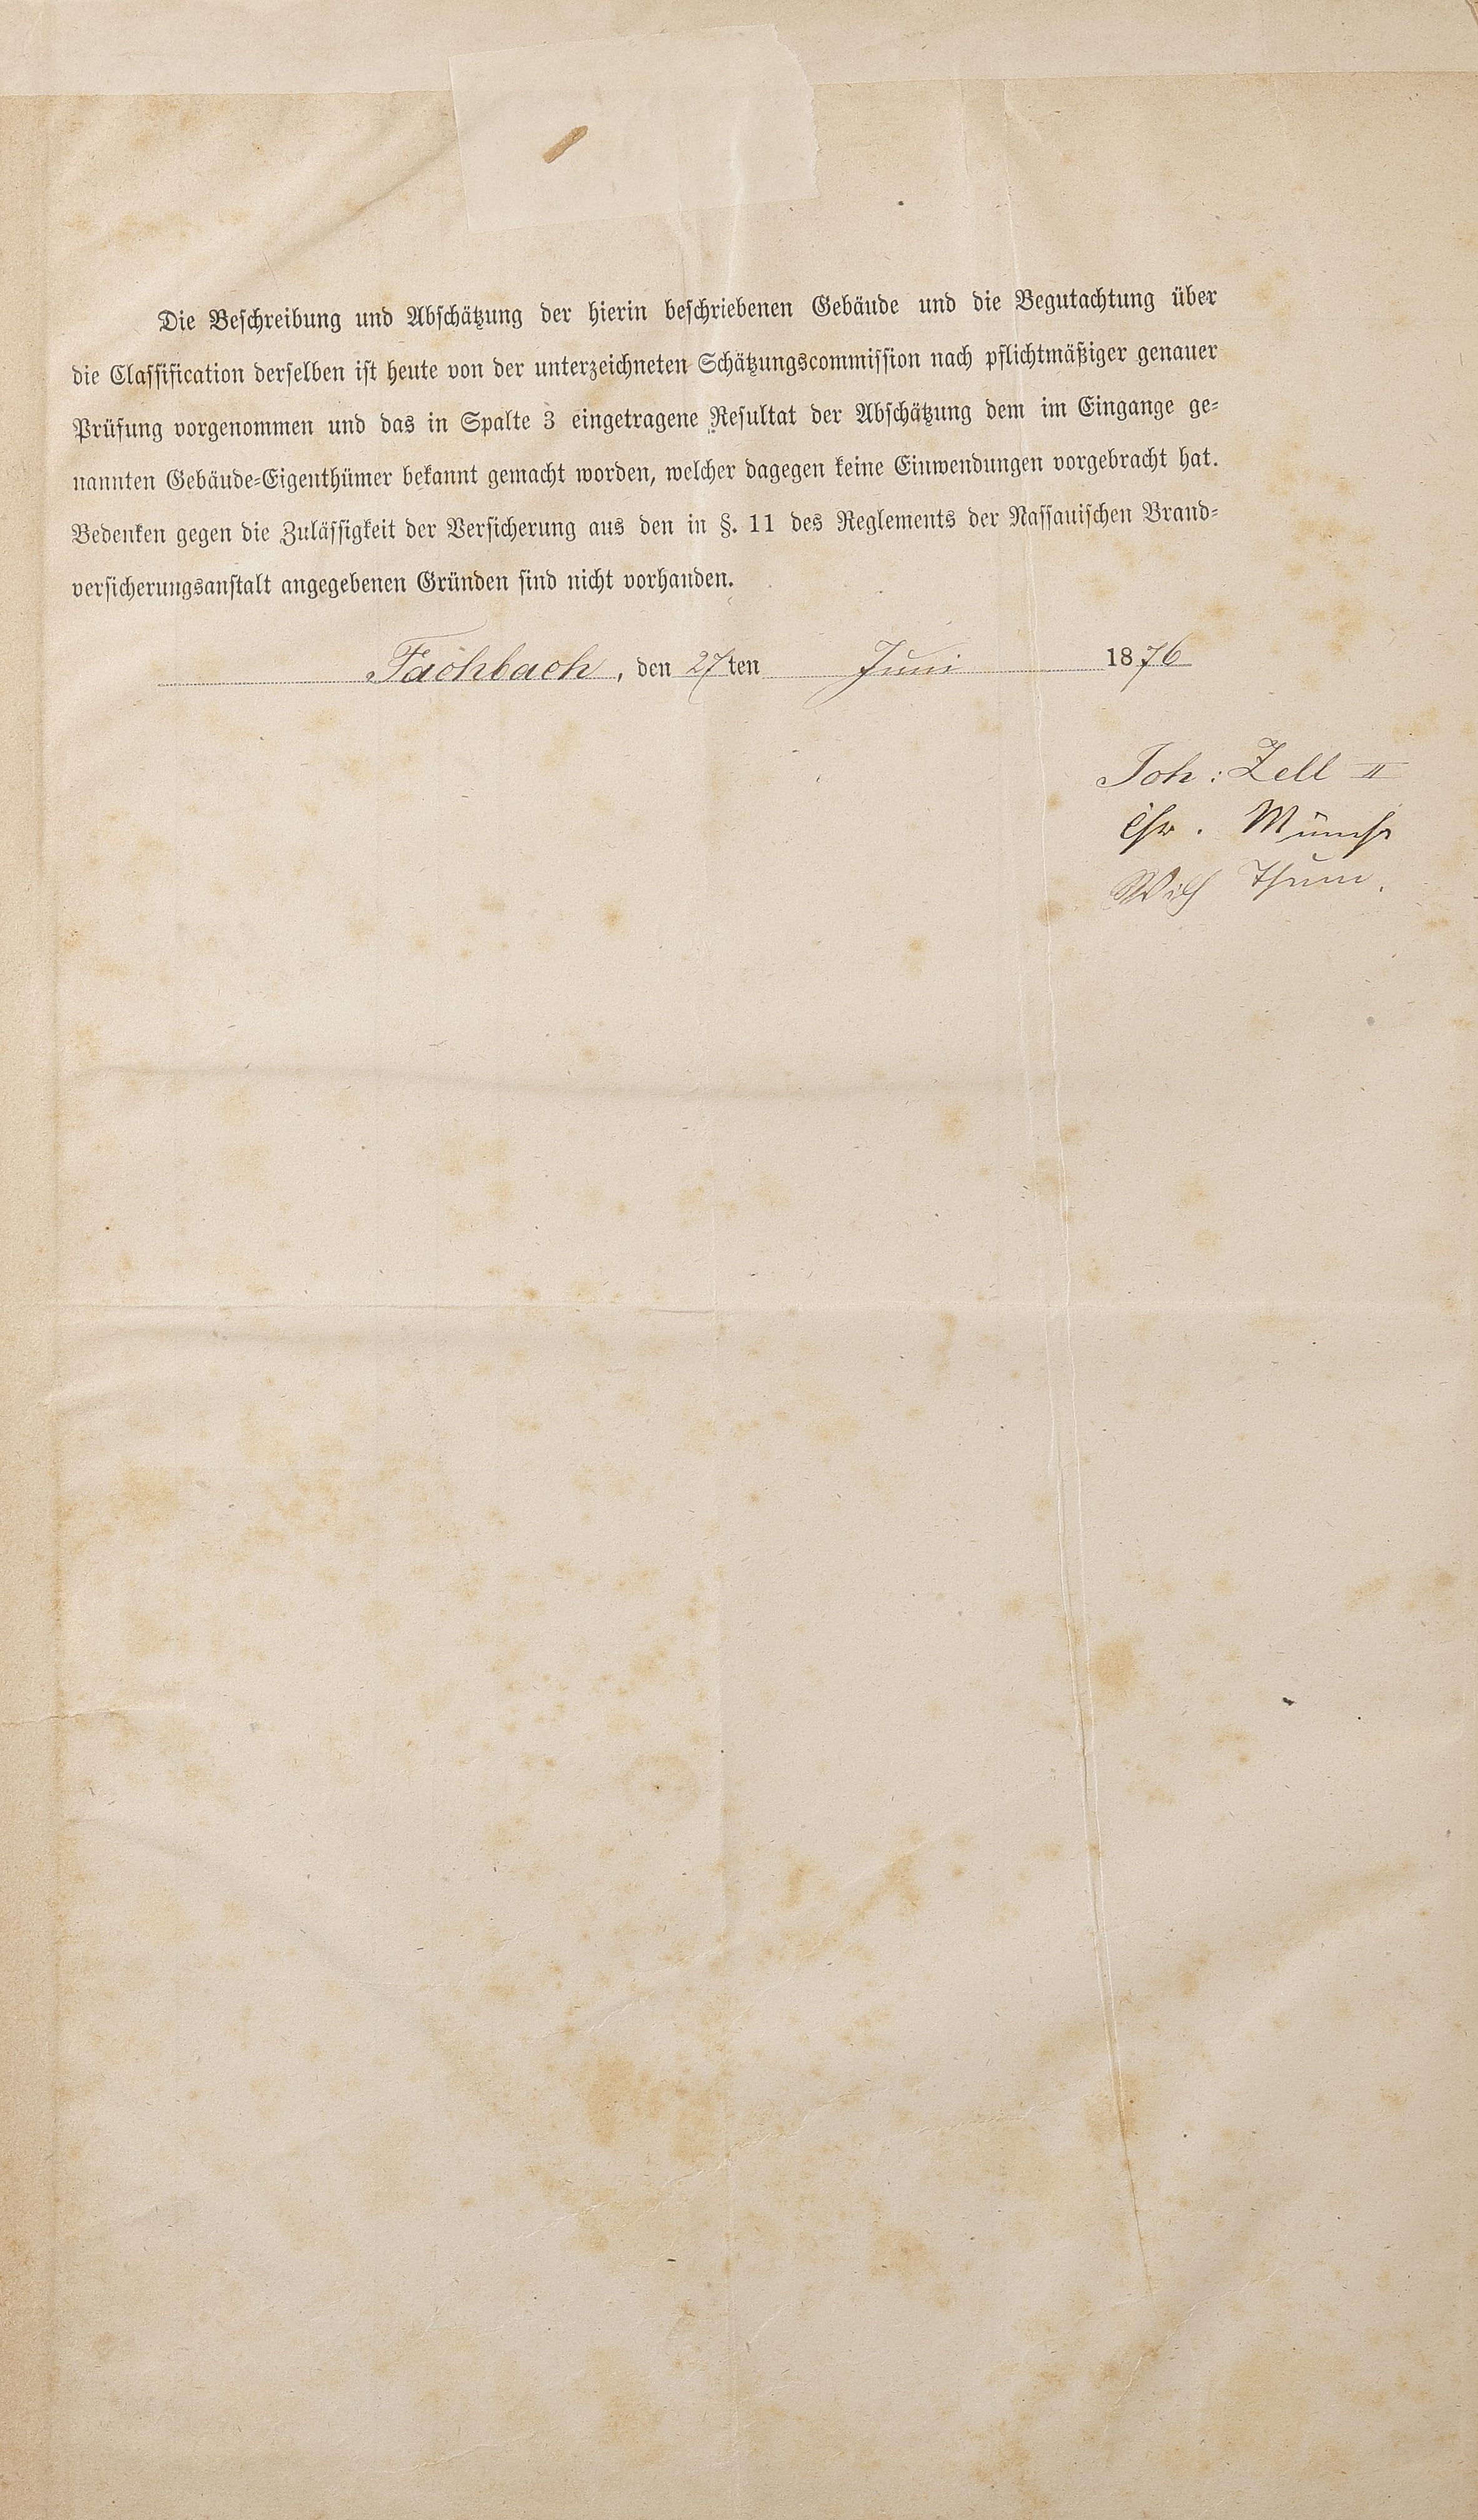 Die Beschreibung und Abschätzung der hierin beschriebenen Gebäude und die Begutachtung über
die Classification derselben ist heute von der unterzeichneten Schätzungscommission nach pflichtmäßiger genauer
Prüfung vorgenommen und das in Spalte 3 eingetragene Resultat der Abschätzung dem im Eingange ge-
nannten Gebäude-Eigenthümer bekannt gemacht worden, welcher dagegen keine Einwendungen vorgebracht hat.
Bedenken gegen die Zulässigkeit der Versicherung aus den in §. 11 des Reglements der Nassauischen Brand-
versicherungsanstalt angegebenen Gründen sind nicht vorhanden.
Fachbach, den 27ten Juni 1876
Joh: Zell II
Chr. Münch
Wilh Thum.